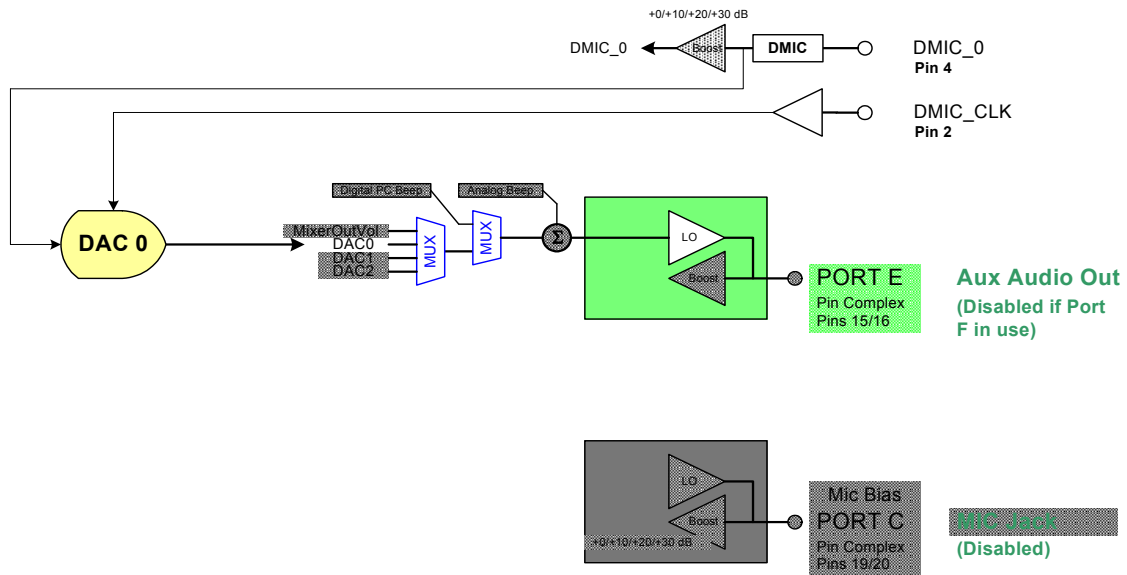 +0/+10/+20/+30 dB
DMIC_0
Boost
DMIC
DMIC_0
Pin 4
DMIC_CLK
Pin 2
Digital PC Beep
Analog Beep
MixerOutVol
DAC 0
DAC0
DAC1
DAC2
MUX
MUX
Σ
LO
Boost
PORT E
Pin Complex
Pins 15/16
Aux Audio Out
(Disabled if Port
F in use)
LO
Boost
+0/+10/+20/+30 dB
Mic Bias
PORT C
Pin Complex
Pins 19/20
MIC Jack
(Disabled)